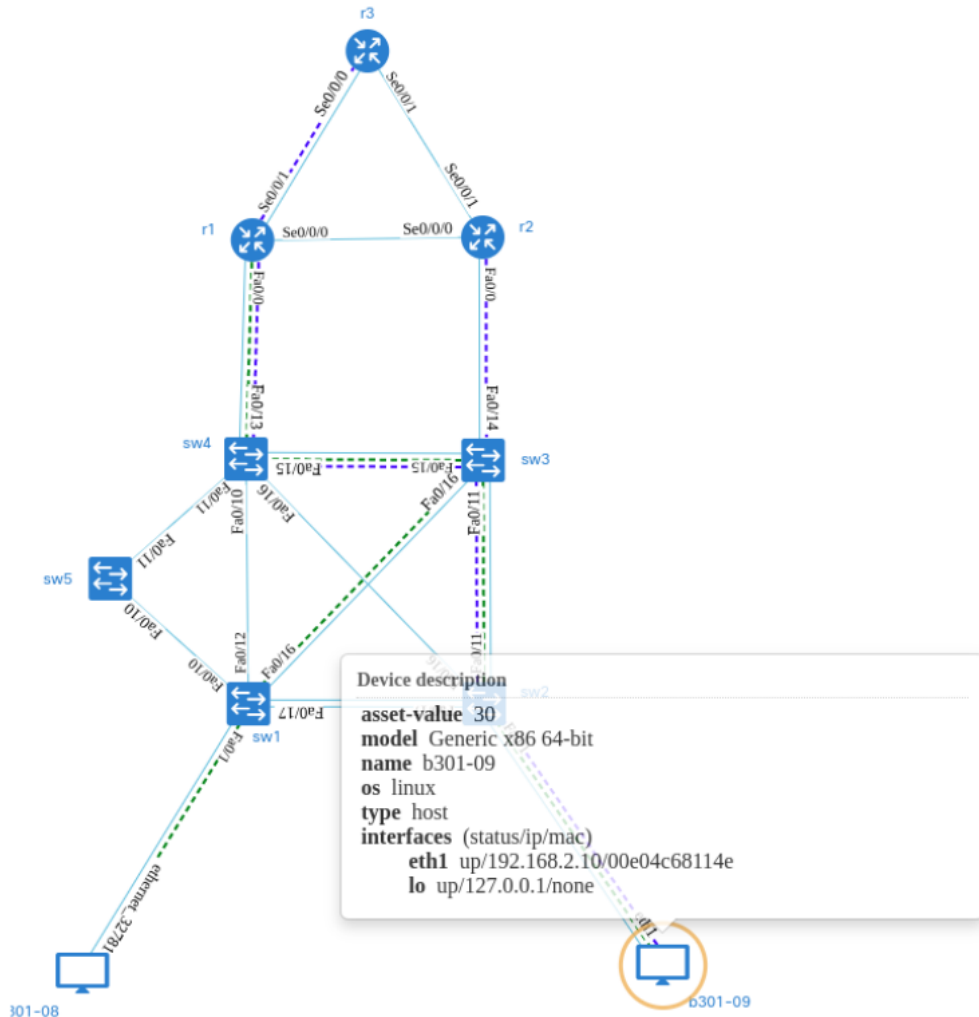 r3
Se0/0/0
Se0/0/1
Se0/0/1
Se0/0/1
r1
Se0/0/0
Se0/0/0
r2
Fa0/0
Fa0/0
Fa0/13
Fa0/14
sw4
Fa0/15
Fa0/15
sw3
Fa0/11
Fa0/10
Fa0/16
Fa0/16
Fa0/11
Fa0/11
sw5
Fa0/10
Fa0/10
Fa0/12
Fa0/16
a0/11
sw2
Fa0/17
sw1
Fa0/1
Device description
asset-value 30
model Generic x86 64-bit
name b301-09
os linux
type host
interfaces (status/ip/mac)
eth1 up/192.168.2.10/00e04c68114e
lo up/127.0.0.1/none
ethernet_32781
eth1
301-08
b301-09